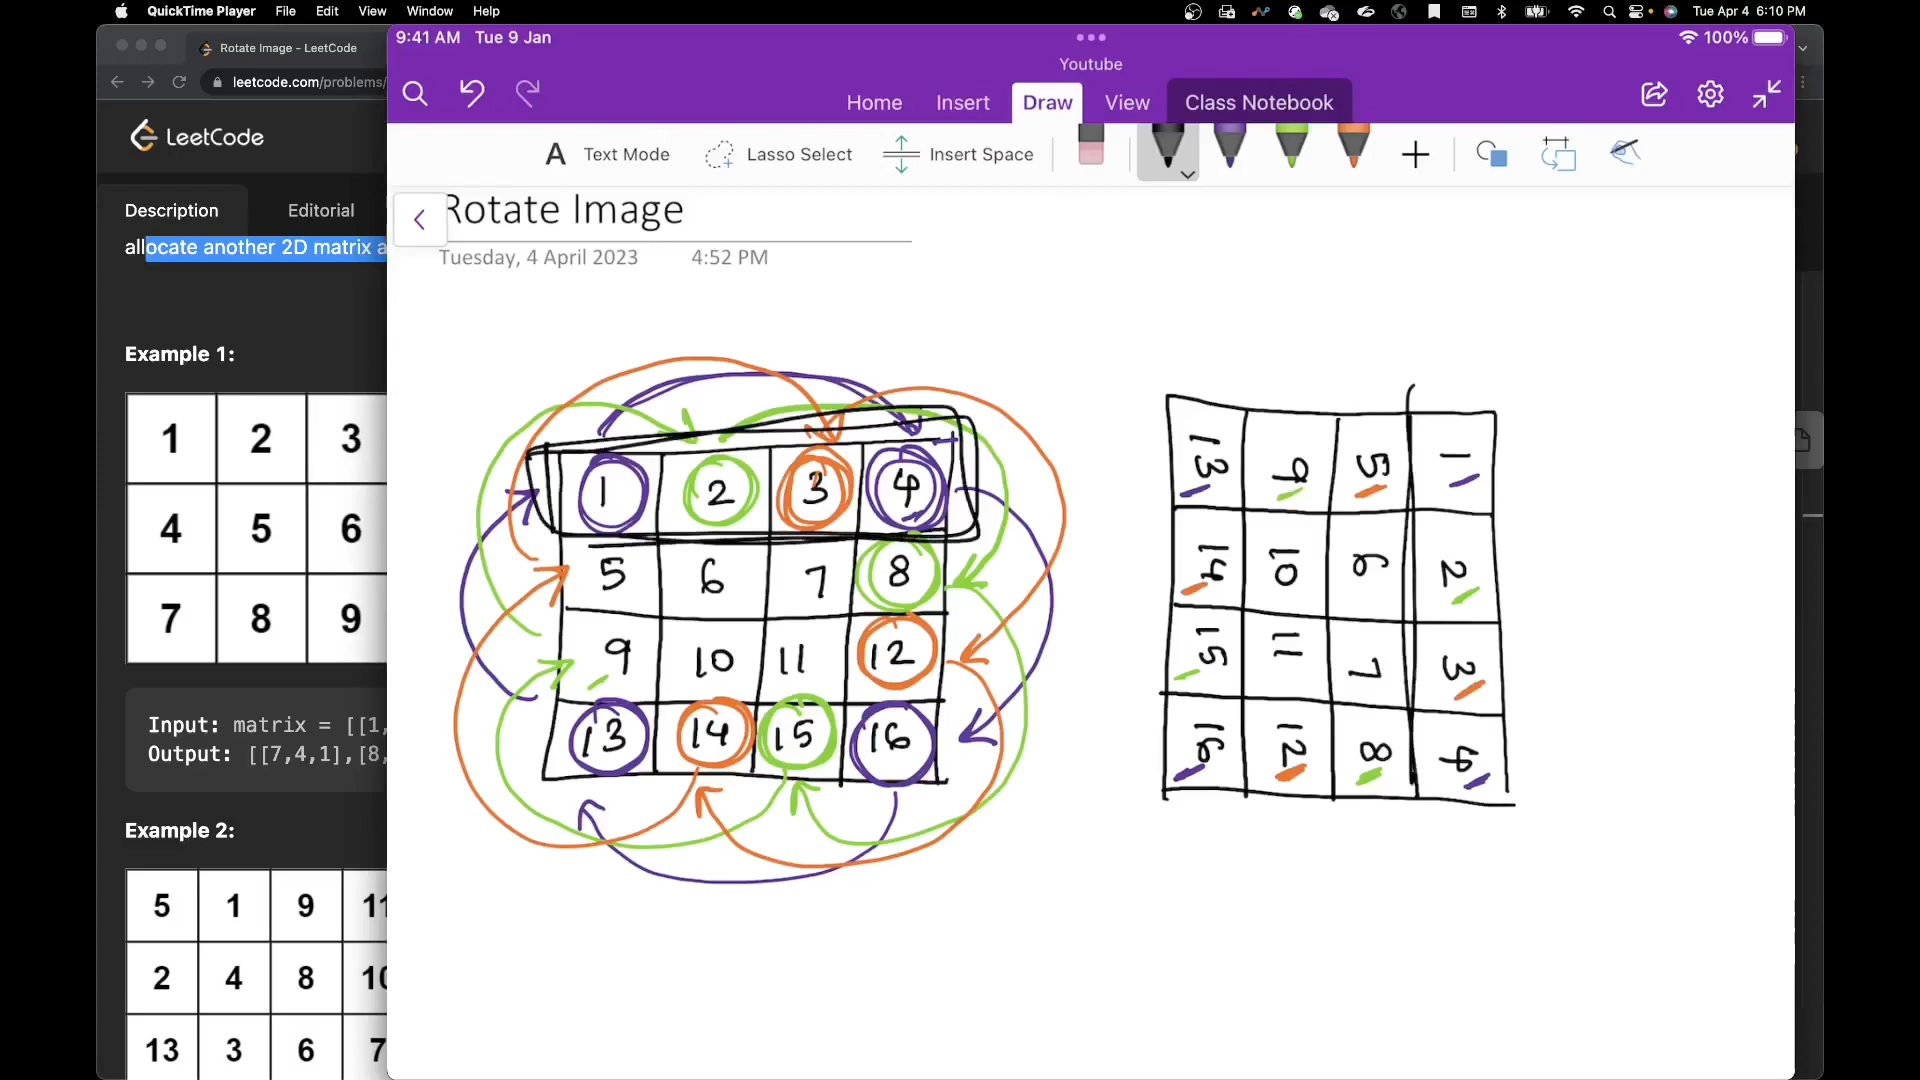 QuickTime Player File Edit View Window Help Tue Apr 4 6:10 PM
Rotate Image - LeetCode
leetcode.com/problems/
LeetCode
Description Editorial
allocate another 2D matrix a
Example 1:
1 2 3
4 5 6
7 8 9
Input: matrix = [[1,
Output: [[7,4,1],[8,
Example 2:
5 1 9 11
2 4 8 10
13 3 6 7
9:41 AM Tue 9 Jan 100%
Youtube
Home Insert Draw View Class Notebook
A Text Mode Lasso Select Insert Space
Rotate Image
Tuesday, 4 April 2023 4:52 PM
1 2 3 4
5 6 7 8
9 10 11 12
13 14 15 16
13 9 5 1
14 10 6 2
15 11 7 3
16 12 8 4